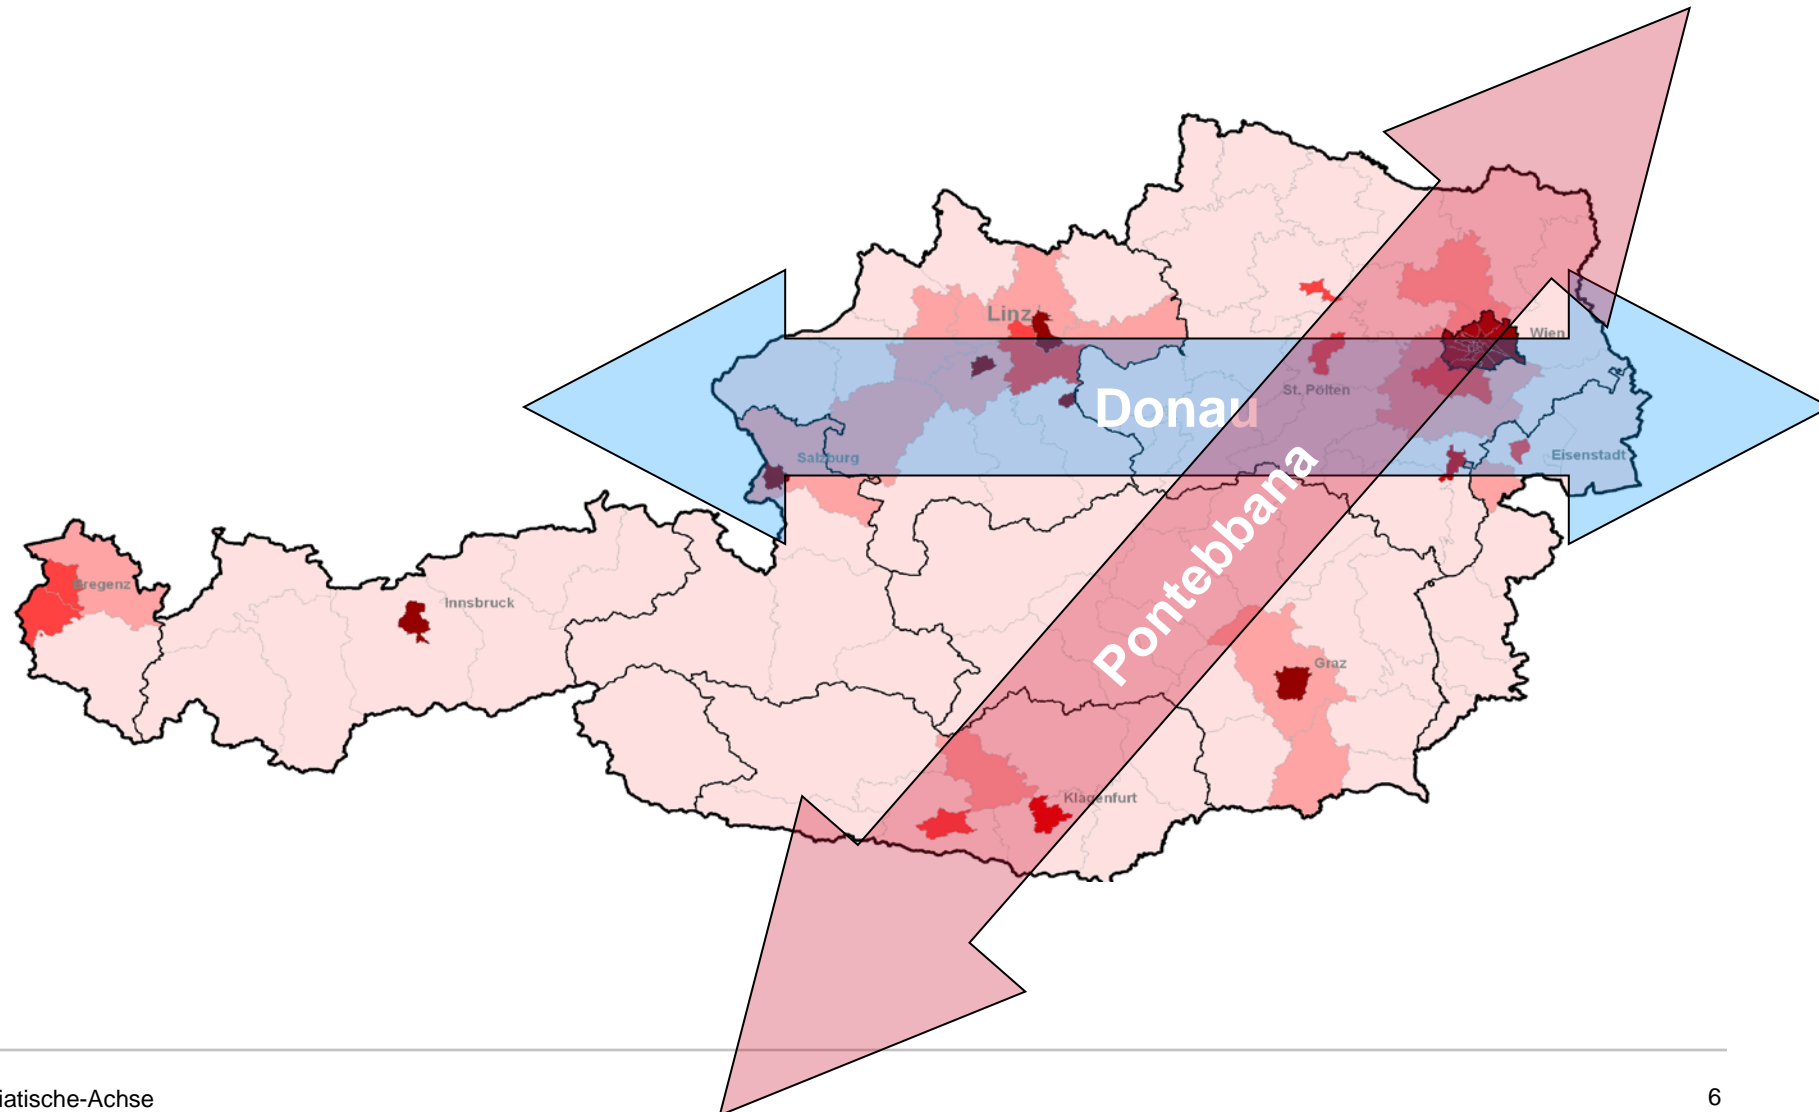 Linz
Wien
St. Pölten
Donau
Salzburg
Eisenstadt
Pontebbana
Bregenz
Innsbruck
Graz
Klagenfurt
iatische-Achse
6